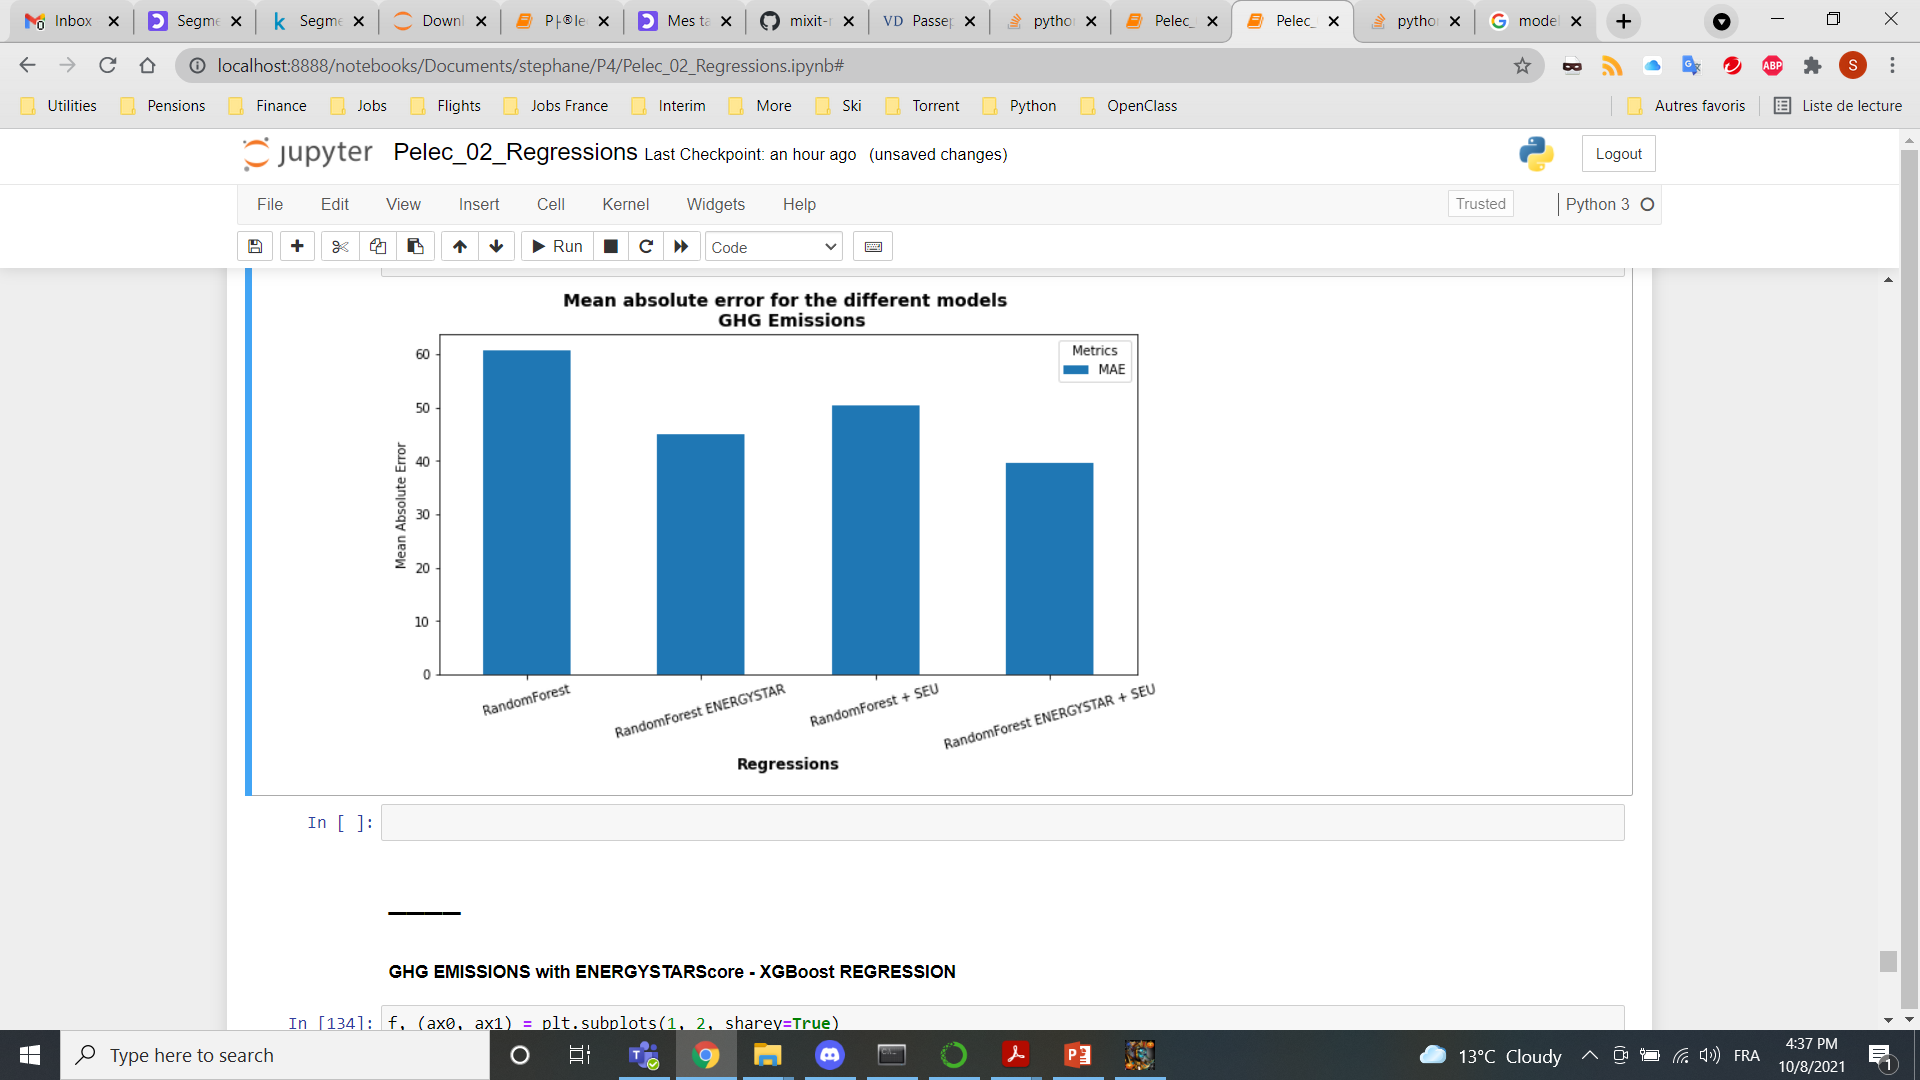 Inbox
Segme
Segme
Downl
P├®le
Mes ta
mixit-r
VD Passep
python
Pelec_
Pelec_
python
model
localhost:8888/notebooks/Documents/stephane/P4/Pelec_02_Regressions.ipynb#
ABP
S
Utilities Pensions Finance Jobs Flights Jobs France Interim More Ski Torrent Python OpenClass Autres favoris Liste de lecture
jupyter Pelec_02_Regressions Last Checkpoint: an hour ago (unsaved changes)
Logout
File Edit View Insert Cell Kernel Widgets Help
Trusted Python 3
Run Code
Mean absolute error for the different models
GHG Emissions
Metrics
MAE
60
50
40
30
20
10
0
Mean Absolute Error
RandomForest
RandomForest ENERGYSTAR
RandomForest + SEU
RandomForest ENERGYSTAR + SEU
Regressions
In [ ]:
GHG EMISSIONS with ENERGYSTARScore - XGBoost REGRESSION
In [134]: f, (ax0, ax1) = plt.subplots(1, 2, sharey=True)
Type here to search
13°C Cloudy
FRA
4:37 PM
10/8/2021
1